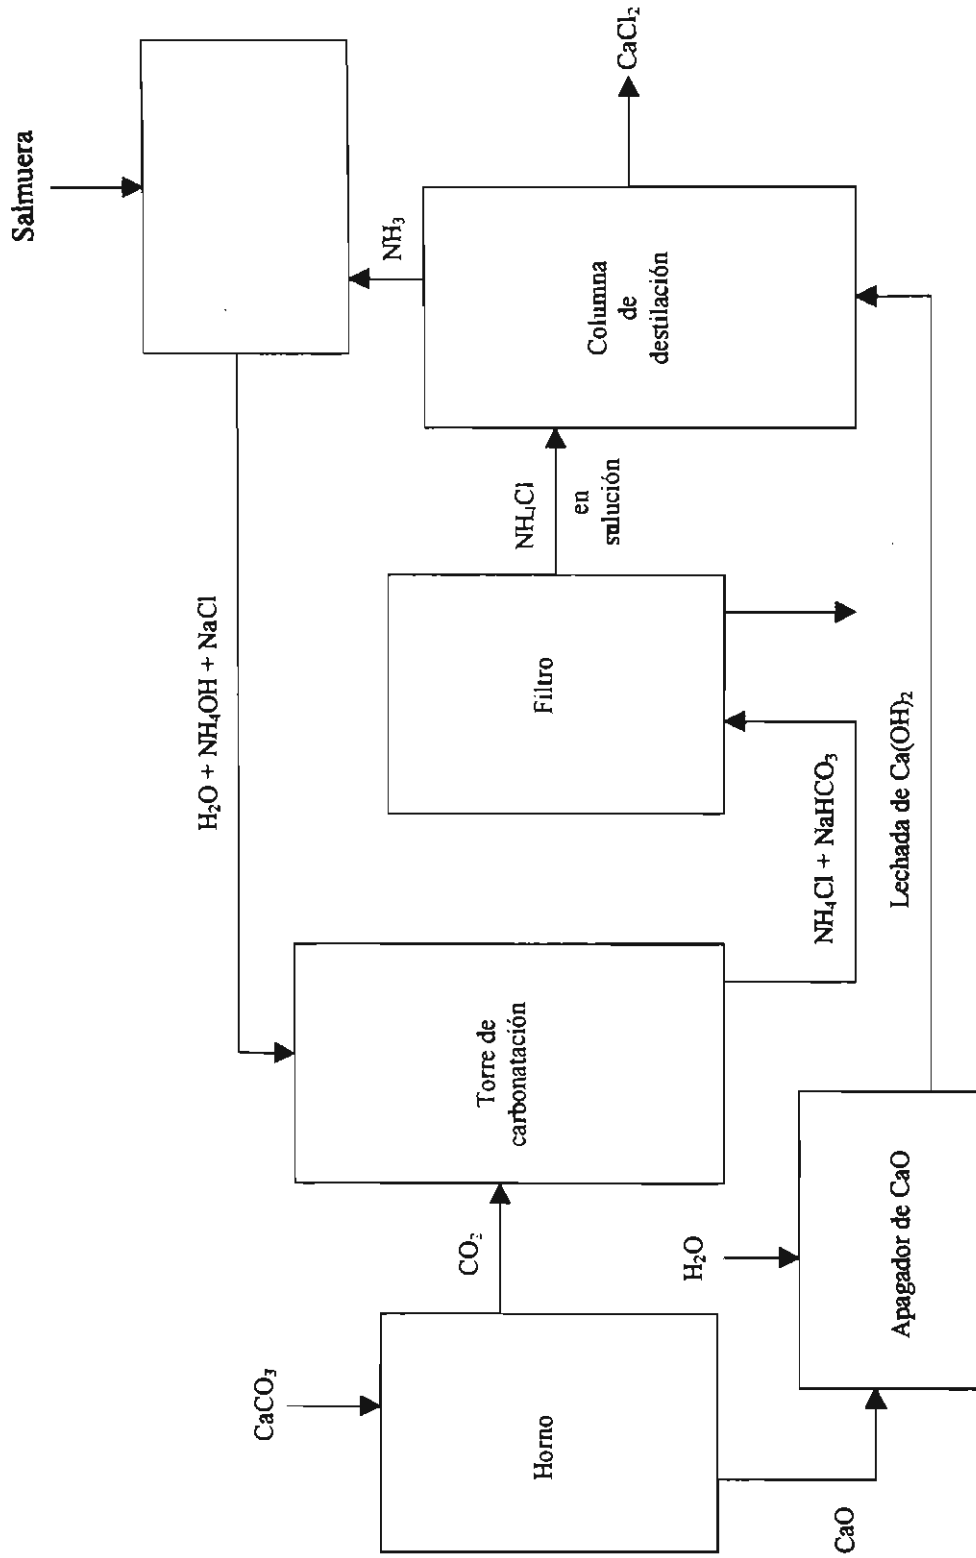 Salmuera
H₂O + NH₄OH + NaCl
NH₃
CaCl₂
Columna
de
destilación
NH₄Cl
en
solución
Filtro
Torre de
carbonatación
CO₂
CaCO₃
Horno
NH₄Cl + NaHCO₃
Lechada de Ca(OH)₂
H₂O
Apagador de CaO
CaO